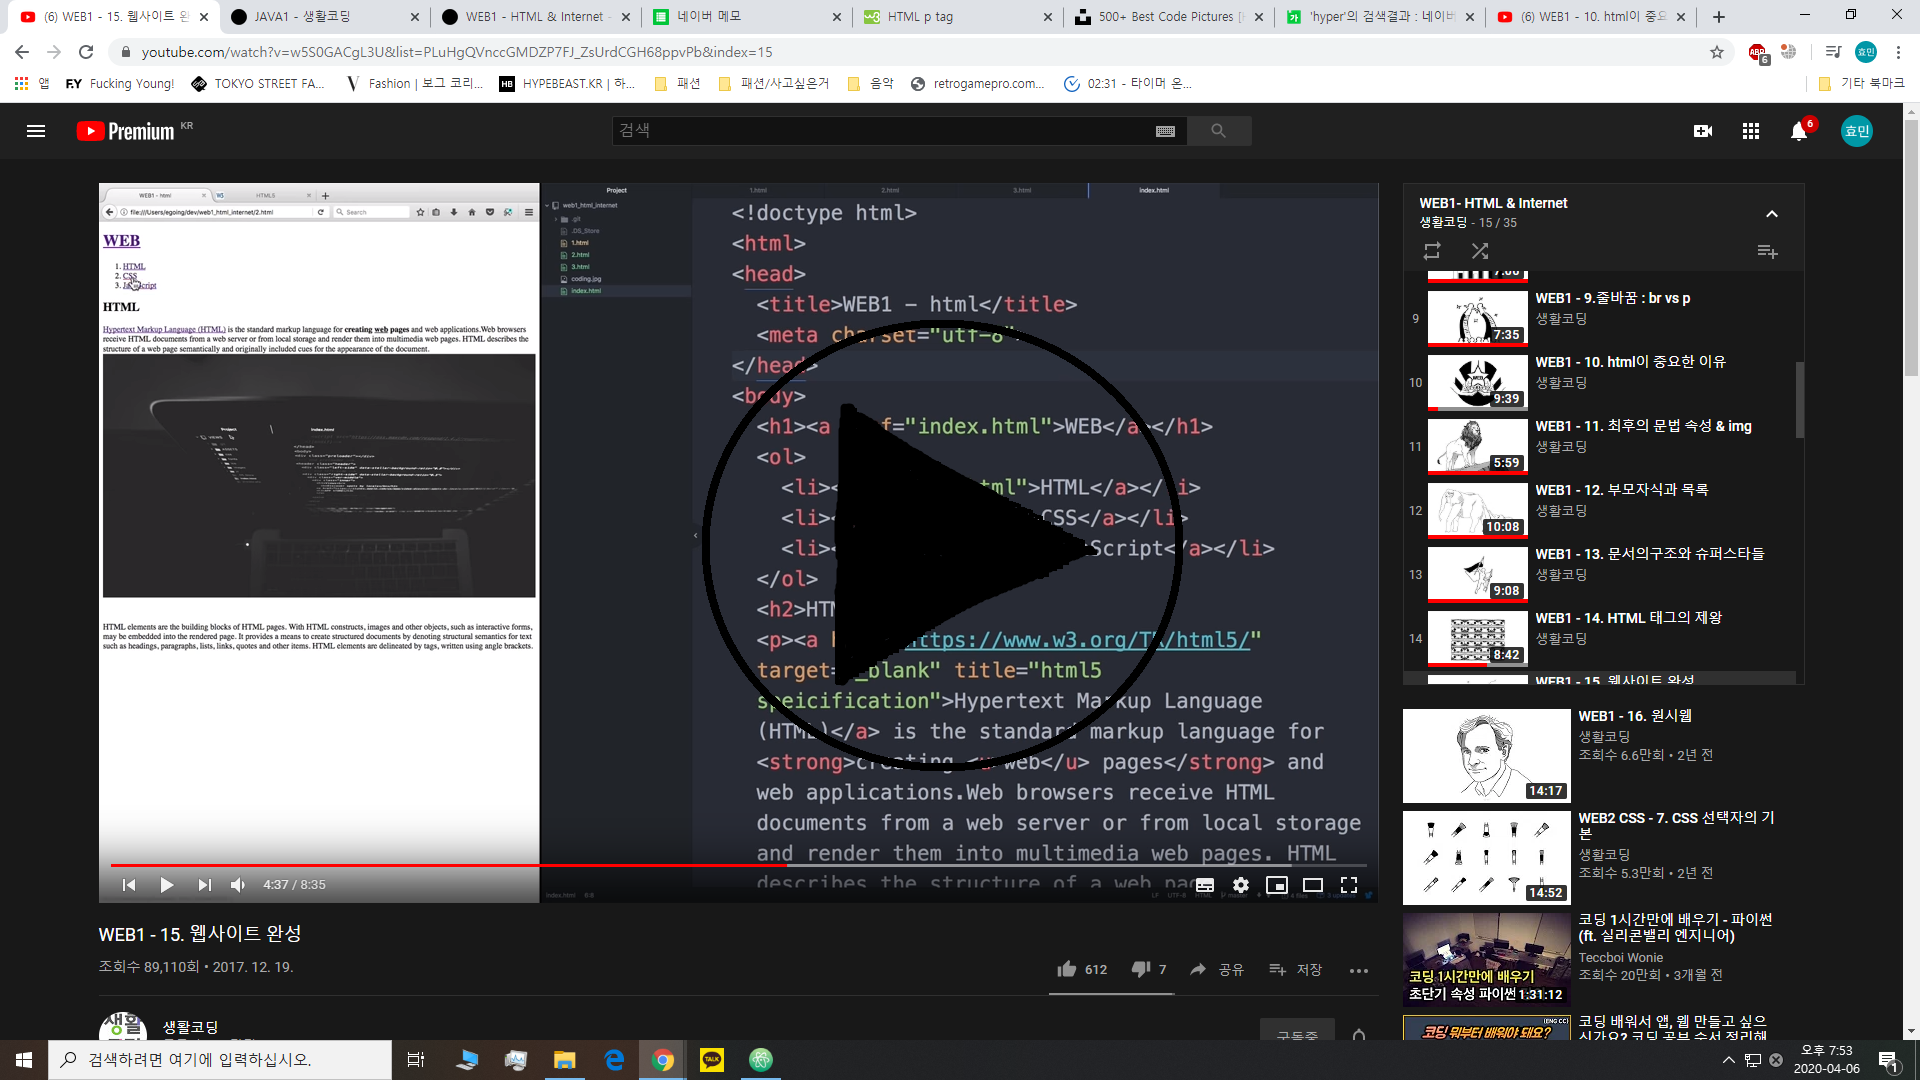 (6) WEB1 - 15. 웹사이트 완
JAVA1 - 생활코딩
WEB1 - HTML & Internet -
네이버 메모
HTML p tag
500+ Best Code Pictures [
'hyper'의 검색결과 : 네이버
(6) WEB1 - 10. html이 중요
youtube.com/watch?v=w5S0GACgL3U&list=PLuHgQVnccGMDZP7FJ_ZsUrdCGH68ppvPb&index=15
ABP
6
효민
앱
F.Y Fucking Young!
TOKYO STREET FA...
V Fashion | 보그 코리...
HB HYPEBEAST.KR | 하...
패션
패션/사고싶은거
음악
retrogamepro.com...
02:31 - 타이머 온...
기타 북마크
Premium KR
검색
6
효민
WEB1 - html
HTML5
file:///Users/egoing/dev/web1_html_internet/2.html
Search
WEB
1. HTML
2. CSS
3. JavaScript
HTML
Hypertext Markup Language (HTML) is the standard markup language for creating web pages and web applications.Web browsers
receive HTML documents from a web server or from local storage and render them into multimedia web pages. HTML describes the
structure of a web page semantically and originally included cues for the appearance of the document.
HTML elements are the building blocks of HTML pages. With HTML constructs, images and other objects, such as interactive forms,
may be embedded into the rendered page. It provides a means to create structured documents by denoting structural semantics for text
such as headings, paragraphs, lists, links, quotes and other items. HTML elements are delineated by tags, written using angle brackets.
Project
web1_html_internet
.git
.DS_Store
1.html
2.html
3.html
coding.jpg
index.html
1.html
2.html
3.html
index.html
<!doctype html>
<html>
<head>
<title>WEB1 - html</title>
<meta charset="utf-8"
</head>
<body>
<h1><a f="index.html">WEB</a></h1>
<ol>
<li>< ml">HTML</a></li>
<li>< CSS</a></li>
<li>< Script</a></li>
</ol>
<h2>HTM
<p><a h ttps://www.w3.org/TR/html5/"
target="_blank" title="html5
speicification">Hypertext Markup Language
(HTML)</a> is the standard markup language for
<strong>creating <u>web</u> pages</strong> and
web applications.Web browsers receive HTML
documents from a web server or from local storage
and render them into multimedia web pages. HTML
describes the structure of a web pag
4:37 / 8:35
WEB1 - 15. 웹사이트 완성
조회수 89,110회 • 2017. 12. 19.
612
7
공유
저장
생활코딩
구독중
WEB1- HTML & Internet
생활코딩 - 15 / 35
7:06
9
7:35
WEB1 - 9.줄바꿈 : br vs p
생활코딩
10
9:39
WEB1 - 10. html이 중요한 이유
생활코딩
11
5:59
WEB1 - 11. 최후의 문법 속성 & img
생활코딩
12
10:08
WEB1 - 12. 부모자식과 목록
생활코딩
13
9:08
WEB1 - 13. 문서의구조와 슈퍼스타들
생활코딩
14
8:42
WEB1 - 14. HTML 태그의 제왕
생활코딩
WEB1 - 15. 웹사이트 완성
14:17
WEB1 - 16. 원시웹
생활코딩
조회수 6.6만회 • 2년 전
14:52
WEB2 CSS - 7. CSS 선택자의 기
본
생활코딩
조회수 5.3만회 • 2년 전
코딩 1시간만에 배우기
초단기 속성 파이썬
1:31:12
코딩 1시간만에 배우기 - 파이썬
(ft. 실리콘밸리 엔지니어)
Teccboi Wonie
조회수 20만회 • 3개월 전
[ENG CC]
코딩 뭐부터 배워야 돼요?
코딩 배워서 앱, 웹 만들고 싶으
신가요? 코딩 공부 순서 정리해
검색하려면 여기에 입력하십시오.
TALK
오후 7:53
2020-04-06
1